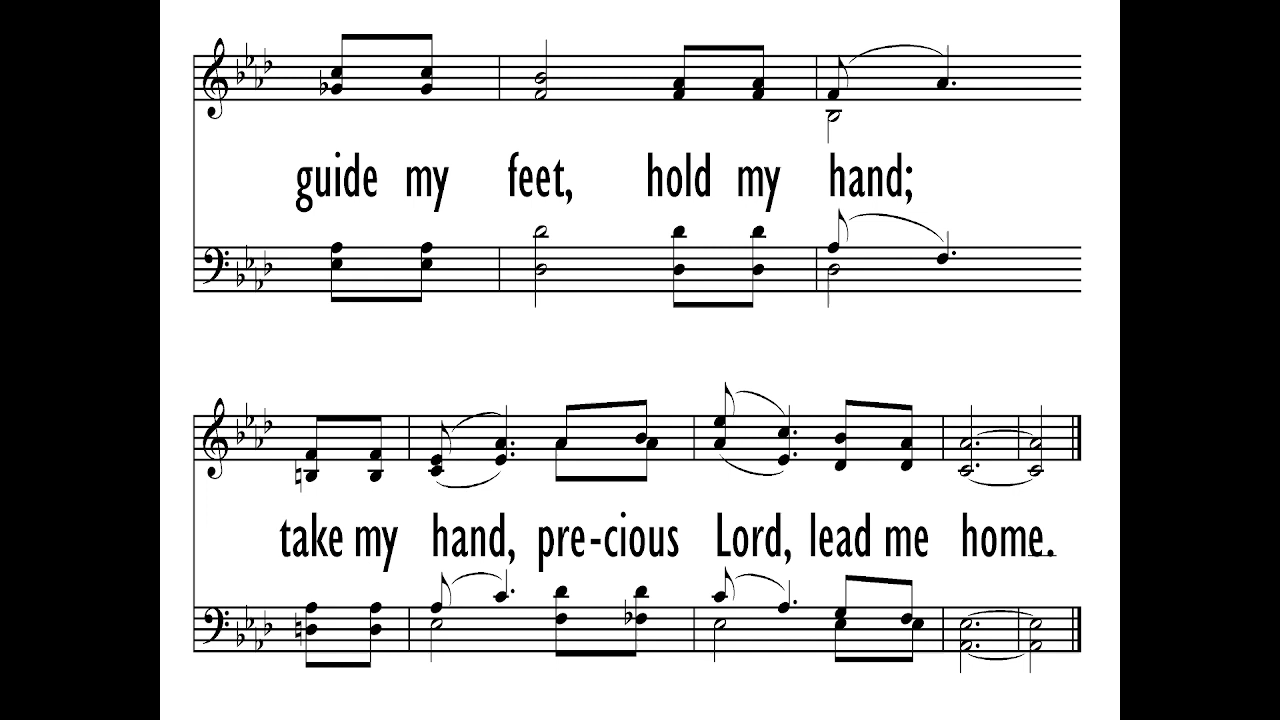 guide my feet, hold my hand;
take my hand, pre-cious Lord, lead me home.